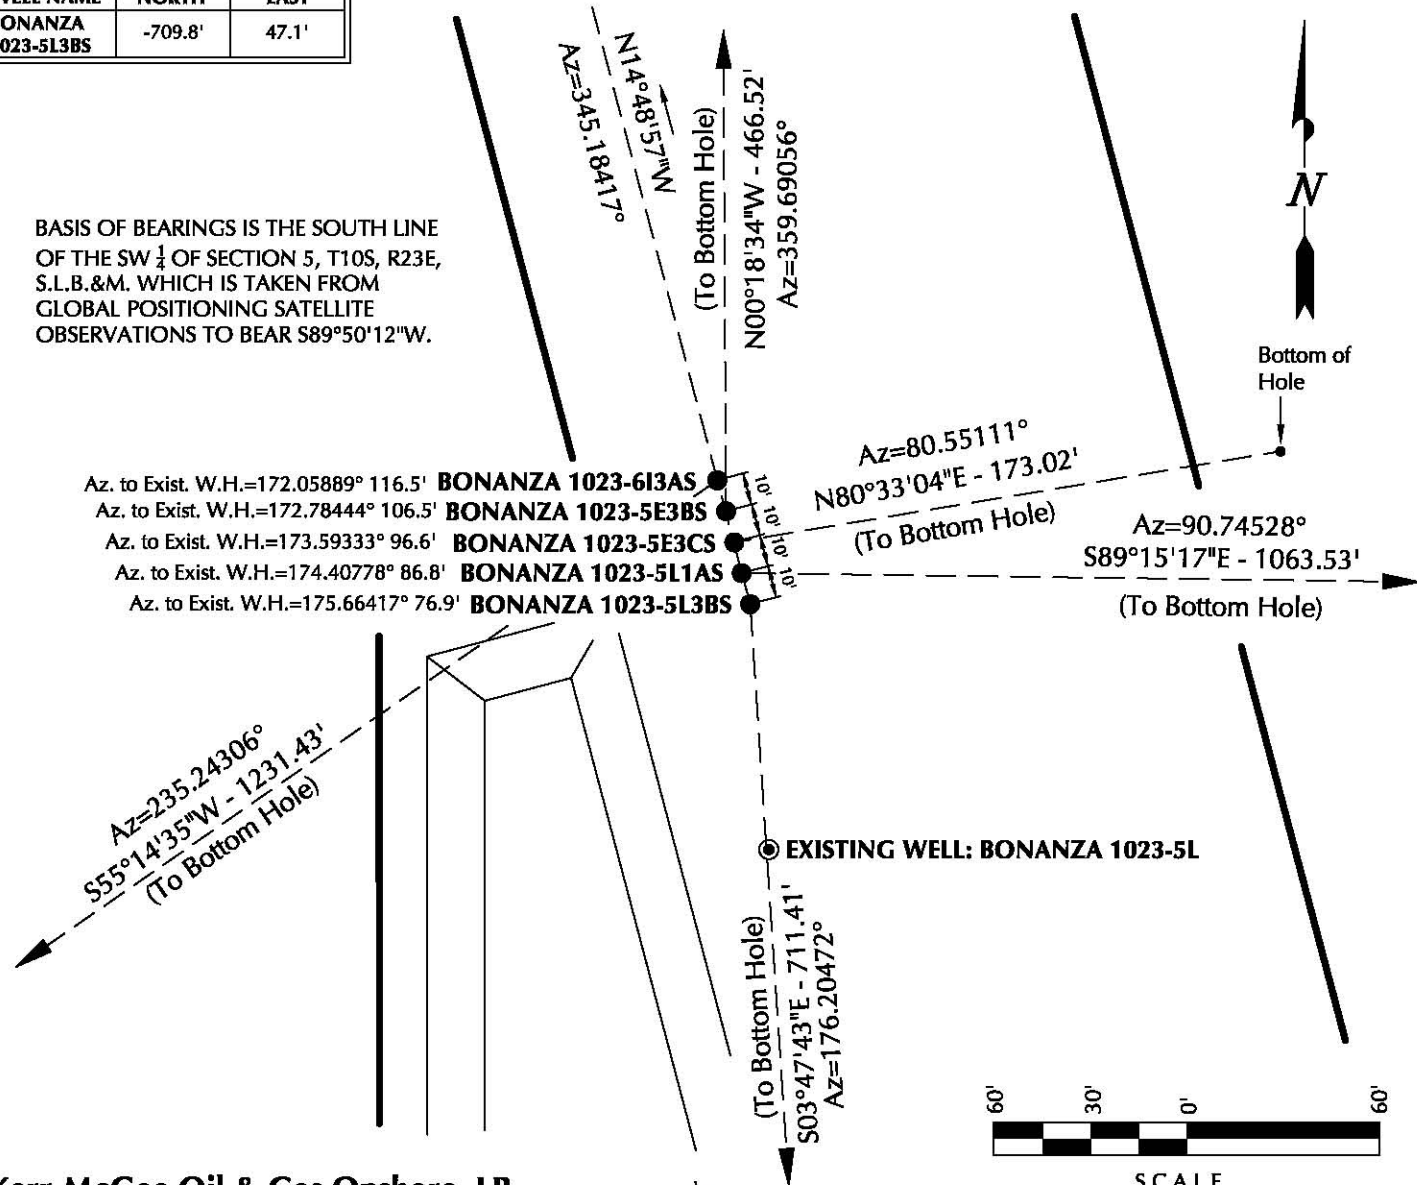 WELL NAME NORTH EAST
BONANZA
1023-5L3BS -709.8' 47.1'
N14°48'57"W
Az=345.18417°
(To Bottom Hole)
N00°18'34"W - 466.52'
Az=359.69056°
N
BASIS OF BEARINGS IS THE SOUTH LINE
OF THE SW 1/4 OF SECTION 5, T10S, R23E,
S.L.B.&M. WHICH IS TAKEN FROM
GLOBAL POSITIONING SATELLITE
OBSERVATIONS TO BEAR S89°50'12"W.
Bottom of
Hole
Az=80.55111°
N80°33'04"E - 173.02'
(To Bottom Hole)
Az. to Exist. W.H.=172.05889° 116.5' BONANZA 1023-6I3AS
Az. to Exist. W.H.=172.78444° 106.5' BONANZA 1023-5E3BS
Az. to Exist. W.H.=173.59333° 96.6' BONANZA 1023-5E3CS
Az. to Exist. W.H.=174.40778° 86.8' BONANZA 1023-5L1AS
Az. to Exist. W.H.=175.66417° 76.9' BONANZA 1023-5L3BS
10'
10'
10'
10'
Az=90.74528°
S89°15'17"E - 1063.53'
(To Bottom Hole)
Az=235.24306°
S55°14'35"W - 1231.43'
(To Bottom Hole)
EXISTING WELL: BONANZA 1023-5L
(To Bottom Hole)
S03°47'43"E - 711.41'
Az=176.20472°
60' 30' 0' 60'
SCALE
Kerr-McGee Oil & Gas Onshore, LP